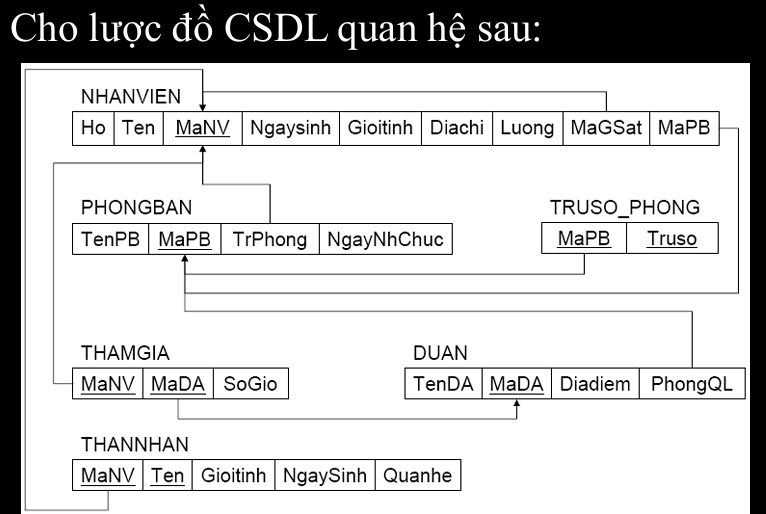 Cho lược đồ CSDL quan hệ sau:
NHANVIEN
Ho Ten MaNV Ngaysinh Gioitinh Diachi Luong MaGSat MaPB
PHONGBAN
TenPB MaPB TrPhong NgayNhChuc
TRUSO_PHONG
MaPB Truso
THAMGIA
MaNV MaDA SoGio
DUAN
TenDA MaDA Diadiem PhongQL
THANNHAN
MaNV Ten Gioitinh NgaySinh Quanhe